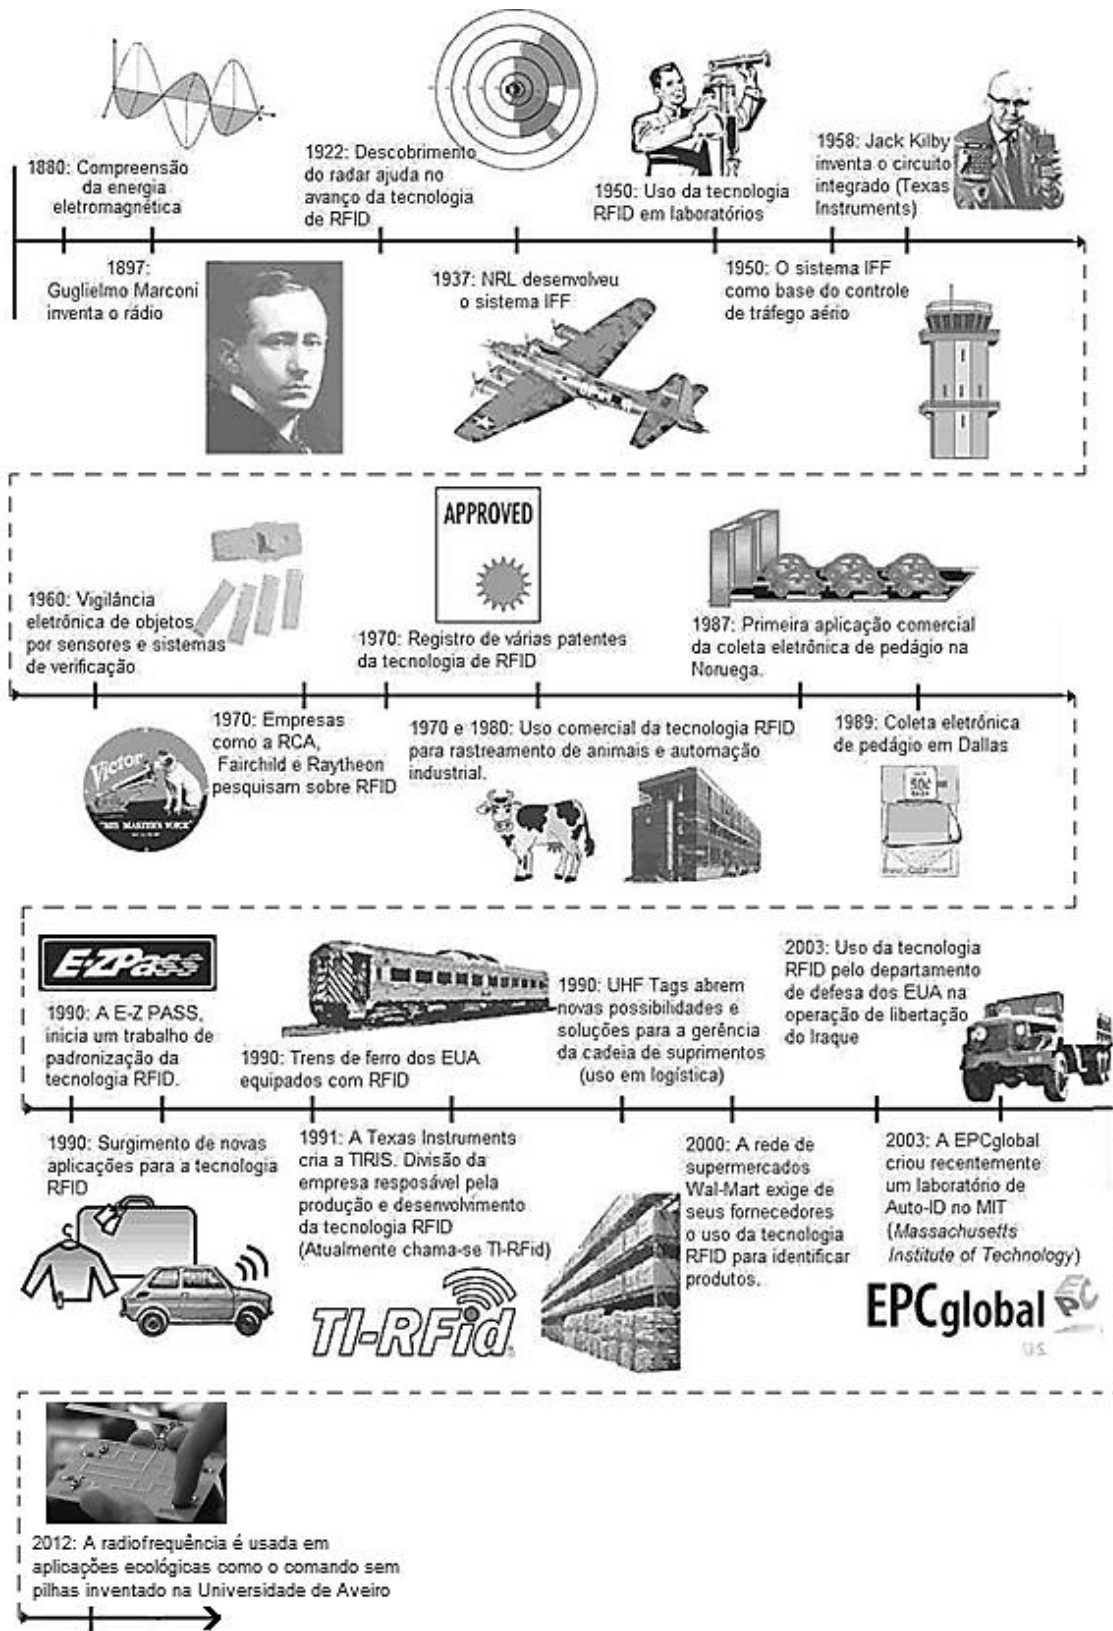 1880: Compreensão
da energia
eletromagnética
1897:
Guglielmo Marconi
inventa o rádio
1922: Descobrimento
do radar ajuda no
avanço da tecnologia
de RFID
1937: NRL desenvolveu
o sistema IFF
1950: Uso da tecnologia
RFID em laboratórios
1950: O sistema IFF
como base do controle
de tráfego aério
1958: Jack Kilby
inventa o circuito
integrado (Texas
Instruments)
1960: Vigilância
eletrônica de objetos
por sensores e sistemas
de verificação
Victor
"HIS MASTER'S VOICE"
1970: Empresas
como a RCA,
Fairchild e Raytheon
pesquisam sobre RFID
APPROVED
1970: Registro de várias patentes
da tecnologia de RFID
1970 e 1980: Uso comercial da tecnologia RFID
para rastreamento de animais e automação
industrial.
1987: Primeira aplicação comercial
da coleta eletrônica de pedágio na
Noruega.
1989: Coleta eletrônica
de pedágio em Dallas
E-ZPass
1990: A E-Z PASS,
inicia um trabalho de
padronização da
tecnologia RFID.
1990: Surgimento de novas
aplicações para a tecnologia
RFID
1990: Trens de ferro dos EUA
equipados com RFID
1991: A Texas Instruments
cria a TIRIS. Divisão da
empresa resposável pela
produção e desenvolvimento
da tecnologia RFID
(Atualmente chama-se TI-RFid)
TI-RFid
1990: UHF Tags abrem
novas possibilidades e
soluções para a gerência
da cadeia de suprimentos
(uso em logística)
2000: A rede de
supermercados
Wal-Mart exige de
seus fornecedores
o uso da tecnologia
RFID para identificar
produtos.
2003: Uso da tecnologia
RFID pelo departamento
de defesa dos EUA na
operação de libertação
do Iraque
2003: A EPCglobal
criou recentemente
um laboratório de
Auto-ID no MIT
(Massachusetts
Institute of Technology)
EPCglobal
EPC
2012: A radiofrequência é usada em
aplicações ecológicas como o comando sem
pilhas inventado na Universidade de Aveiro